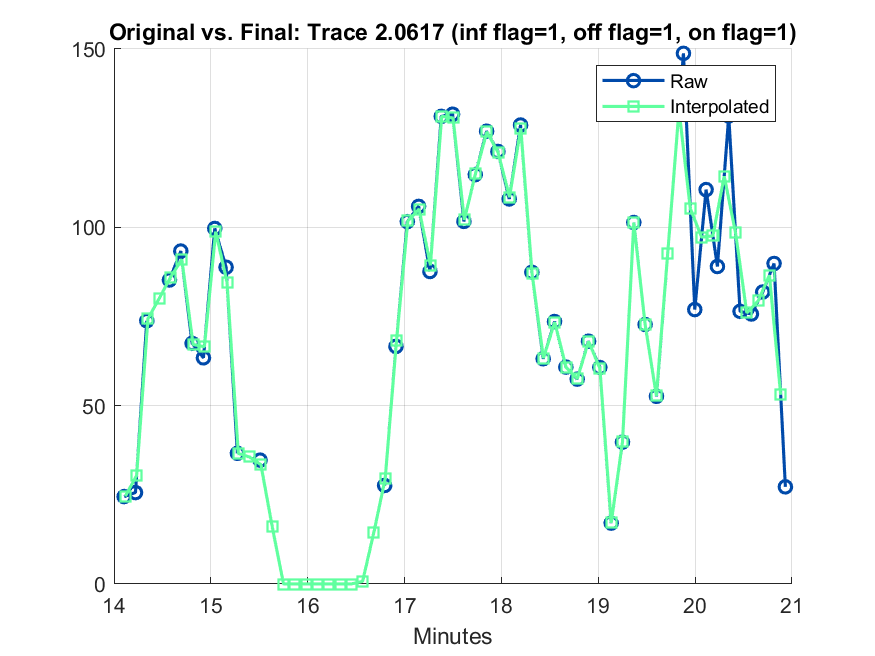 Original vs. Final: Trace 2.0617 (inf flag=1, off flag=1, on flag=1)
150
Raw
Interpolated
100
50
0
14 15 16 17 18 19 20 21
Minutes